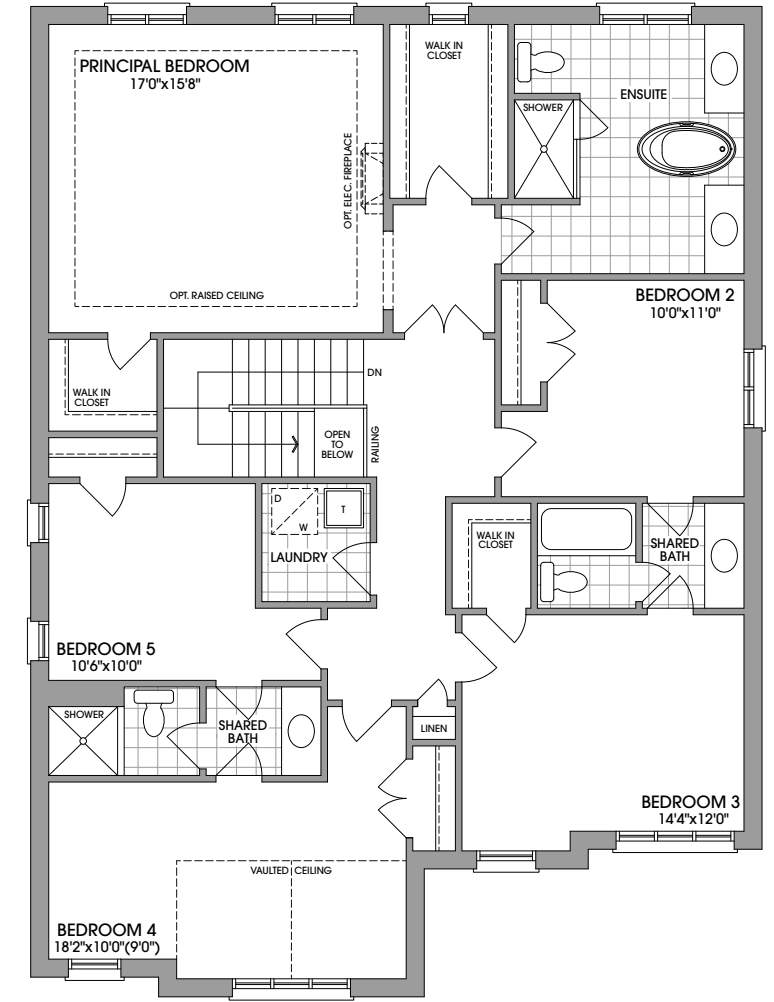 PRINCIPAL BEDROOM
17'0"x15'8"
WALK IN
CLOSET
ENSUITE
SHOWER
OPT. ELEC. FIREPLACE
OPT. RAISED CEILING
BEDROOM 2
10'0"x11'0"
WALK IN
CLOSET
DN
OPEN
TO
BELOW
RAILING
D
W
T
LAUNDRY
WALK IN
CLOSET
SHARED
BATH
BEDROOM 5
10'6"x10'0"
SHOWER
SHARED
BATH
LINEN
BEDROOM 3
14'4"x12'0"
VAULTED CEILING
BEDROOM 4
18'2"x10'0"(9'0")